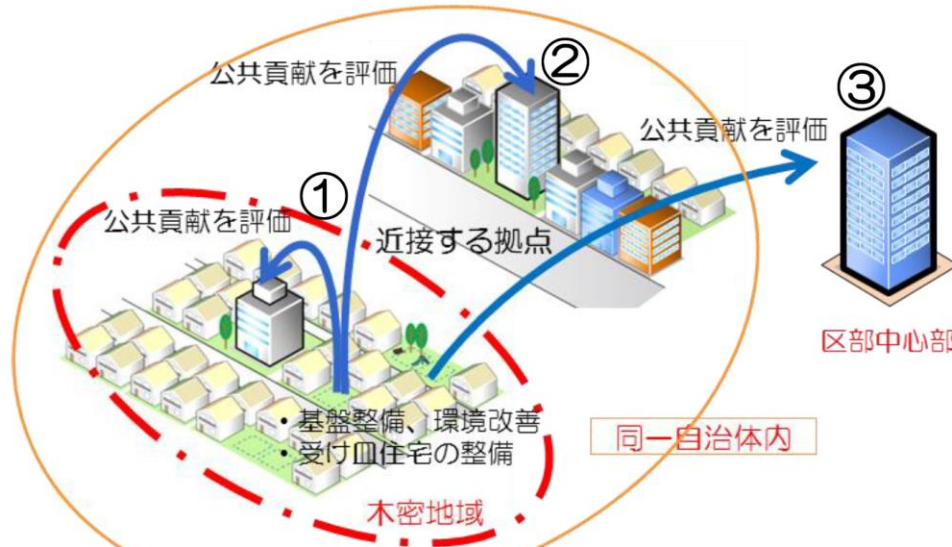 ②
公共貢献を評価
③
公共貢献を評価
①
公共貢献を評価
近接する拠点
区部中心部
・基盤整備、環境改善
・受け皿住宅の整備
同一自治体内
木密地域